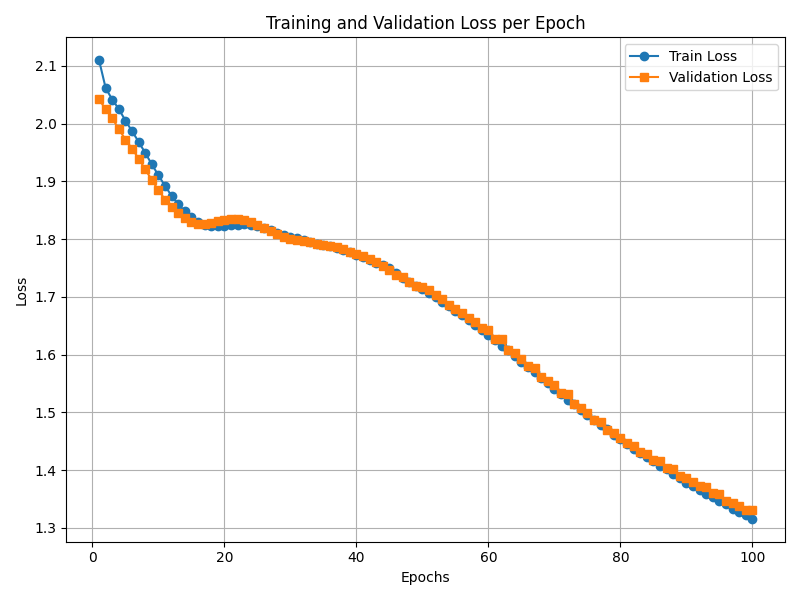 Training and Validation Loss per Epoch
Train Loss
Validation Loss
Loss
2.1
2.0
1.9
1.8
1.7
1.6
1.5
1.4
1.3
0 20 40 60 80 100
Epochs